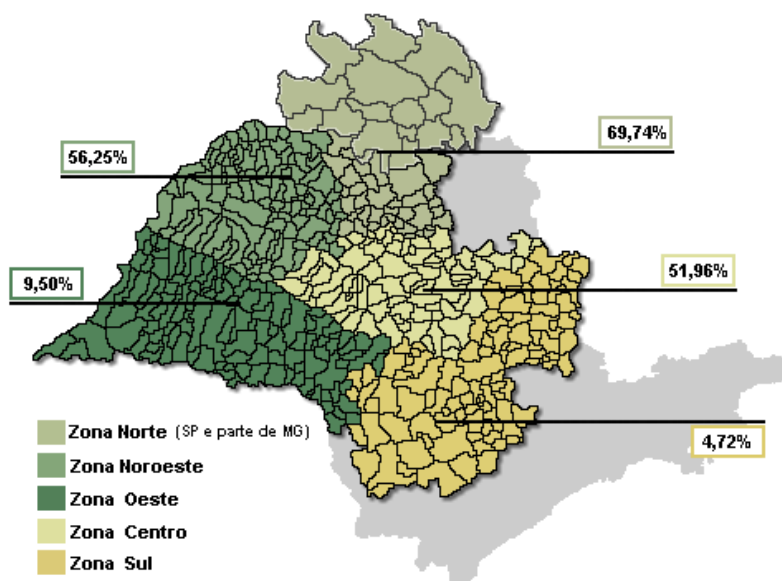 69,74%
56,25%
9,50%
51,96%
4,72%
Zona Norte (SP e parte de MG)
Zona Noroeste
Zona Oeste
Zona Centro
Zona Sul